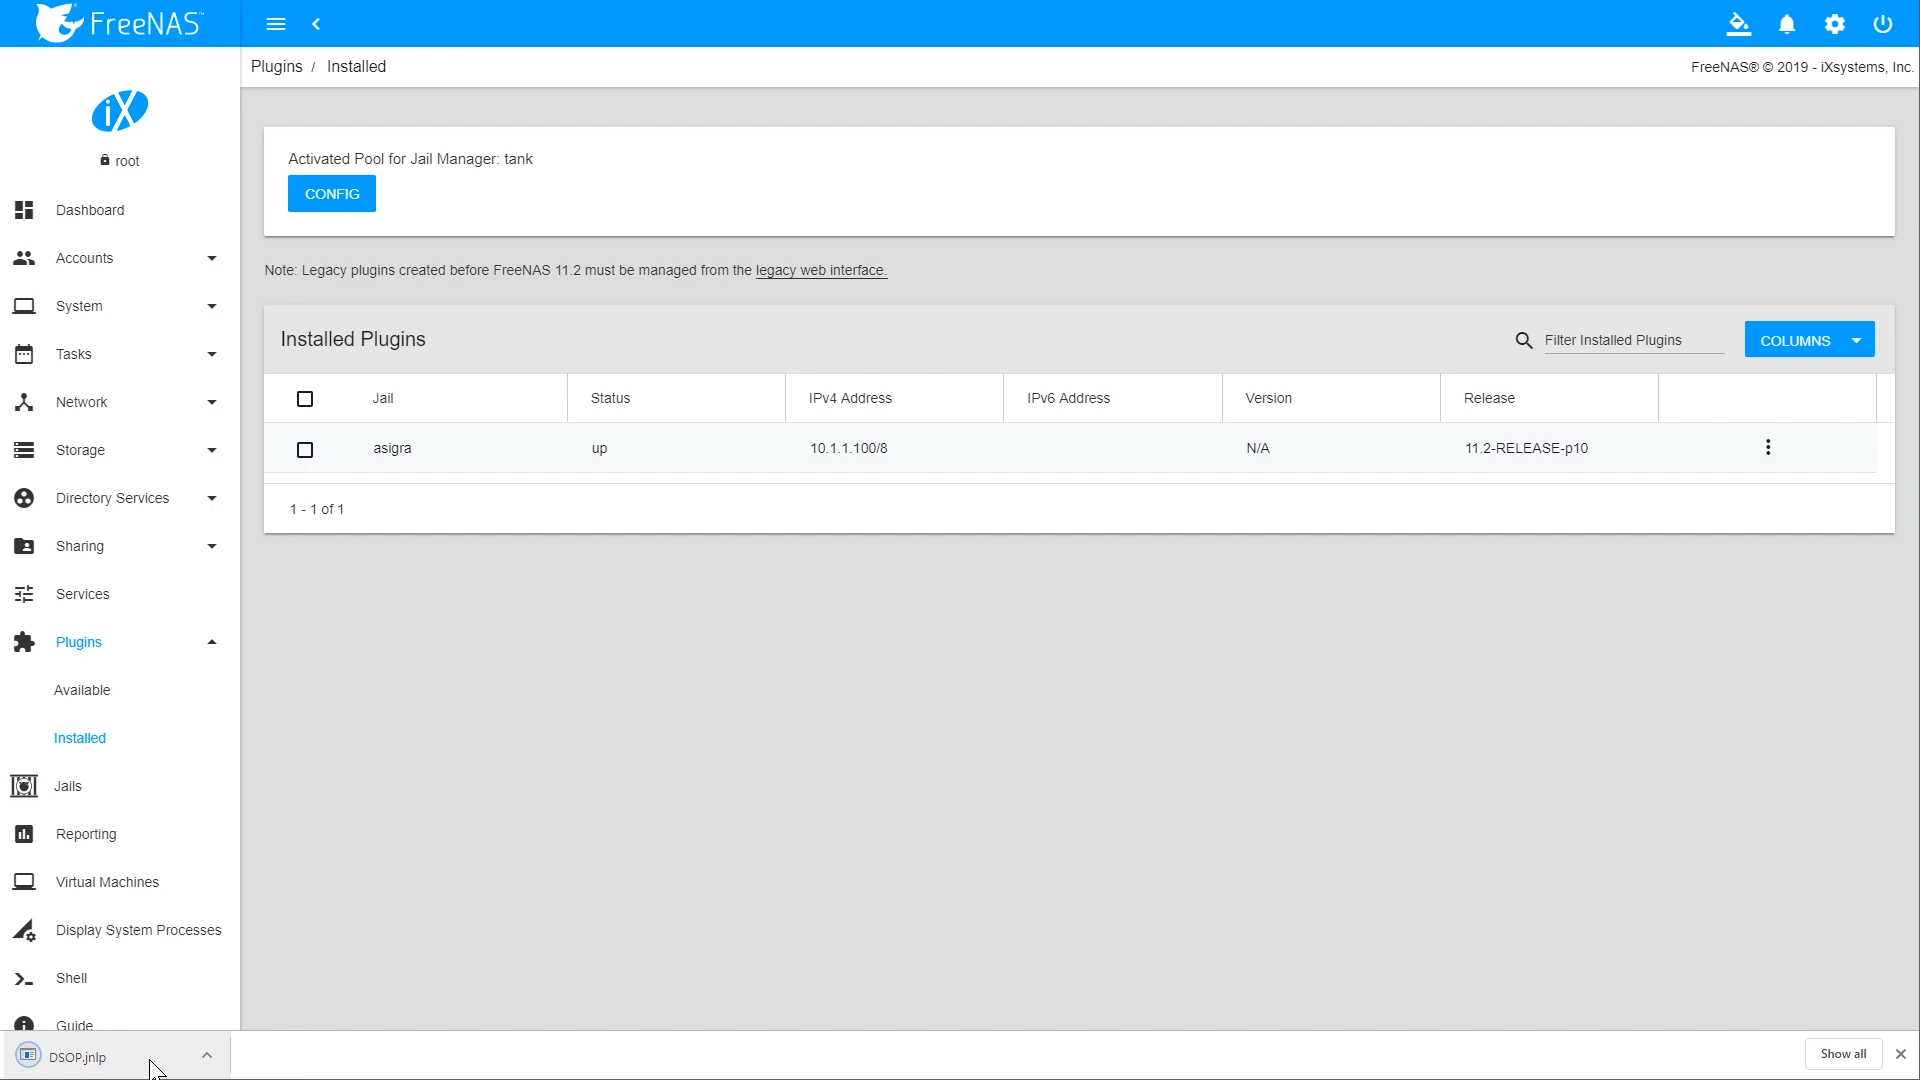 FreeNAS™
Plugins / Installed
FreeNAS® © 2019 - iXsystems, Inc.
iX
root
Dashboard
Accounts
System
Tasks
Network
Storage
Directory Services
Sharing
Services
Plugins
Available
Installed
Jails
Reporting
Virtual Machines
Display System Processes
Shell
Guide
Activated Pool for Jail Manager: tank
CONFIG
Note: Legacy plugins created before FreeNAS 11.2 must be managed from the legacy web interface.
Installed Plugins
Filter Installed Plugins
COLUMNS
Jail Status IPv4 Address IPv6 Address Version Release
asigra up 10.1.1.100/8 N/A 11.2-RELEASE-p10
1 - 1 of 1
DSOP.jnlp
Show all